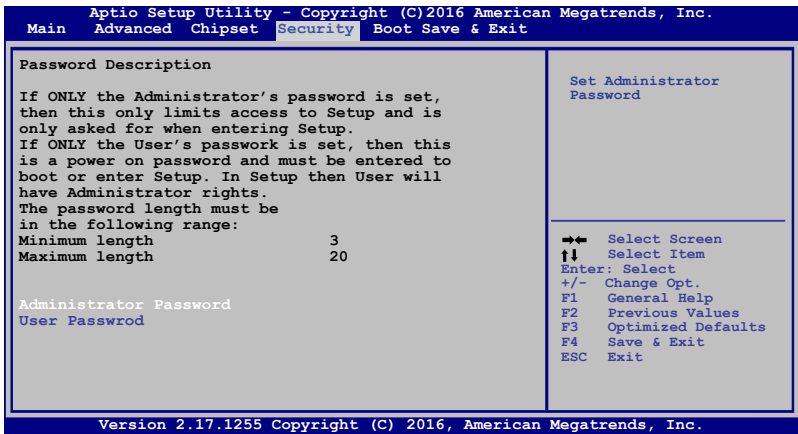 Aptio Setup Utility - Copyright (C)2016 American Megatrends, Inc.
Main Advanced Chipset Security Boot Save & Exit
Password Description
If ONLY the Administrator's password is set,
then this only limits access to Setup and is
only asked for when entering Setup.
If ONLY the User's passwork is set, then this
is a power on password and must be entered to
boot or enter Setup. In Setup then User will
have Administrator rights.
The password length must be
in the following range:
Minimum length 3
Maximum length 20
Administrator Password
User Passwrod
Set Administrator
Password
→← Select Screen
↑↓ Select Item
Enter: Select
+/- Change Opt.
F1 General Help
F2 Previous Values
F3 Optimized Defaults
F4 Save & Exit
ESC Exit
Version 2.17.1255 Copyright (C) 2016, American Megatrends, Inc.